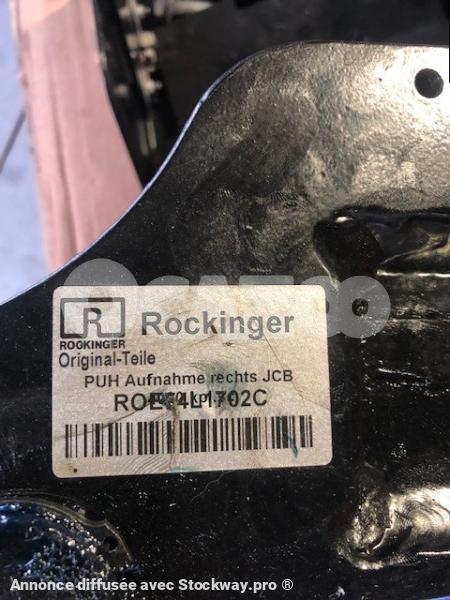 R
ROCKINGER
Rockinger
Original-Teile
PUH Aufnahme rechts JCB
Annonce diffusée avec Stockway.pro ®